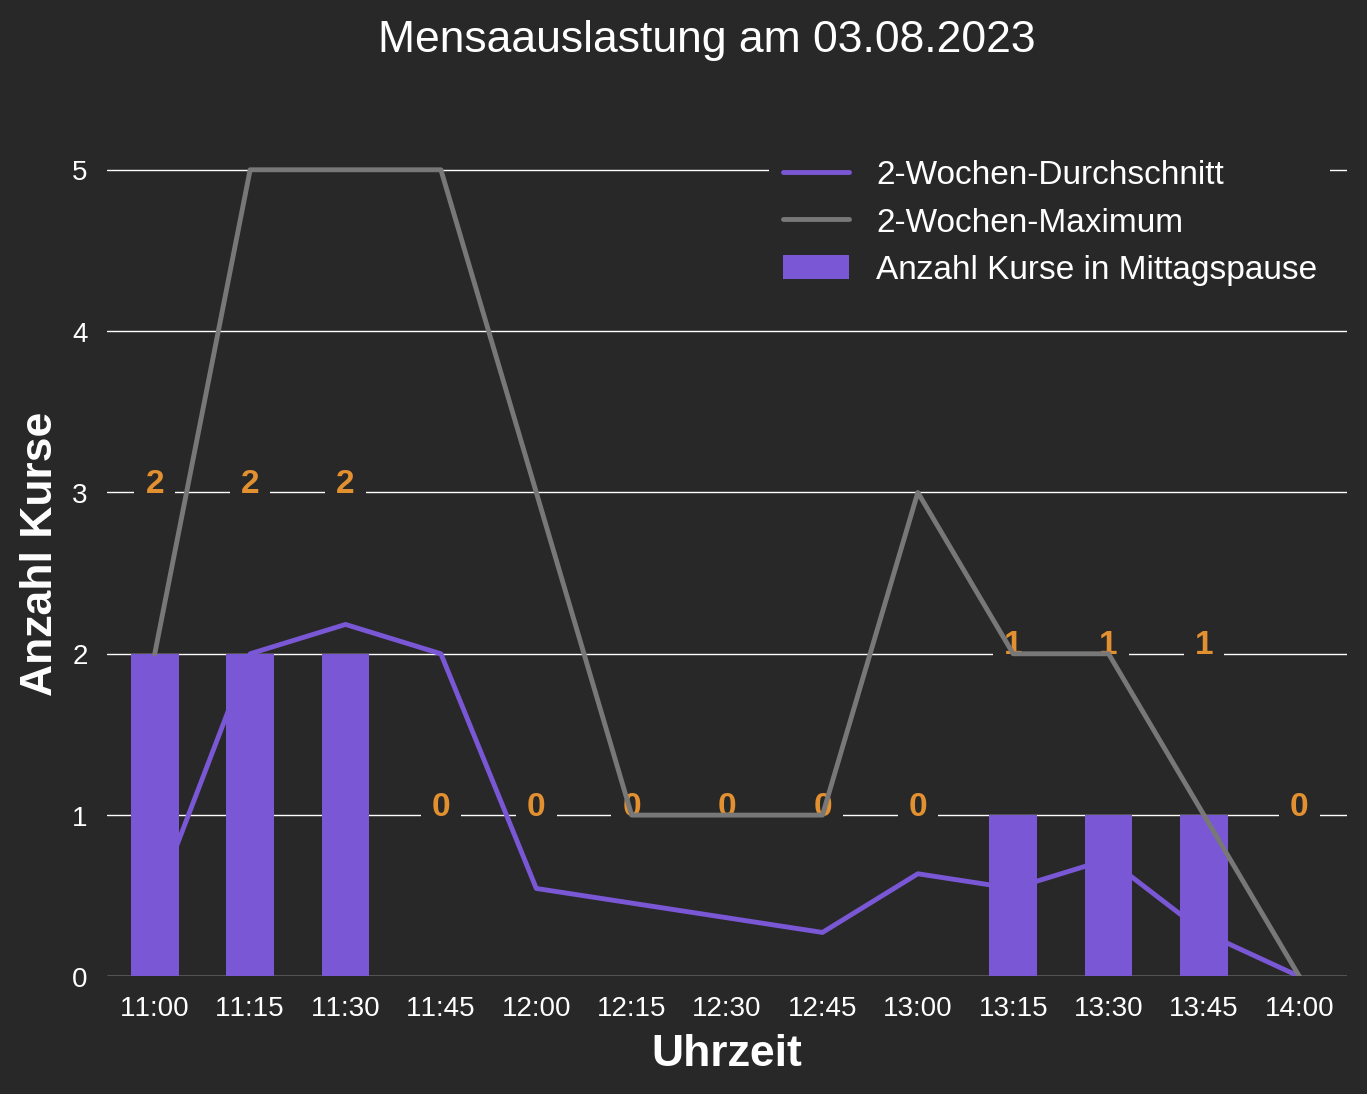 Mensaauslastung am 03.08.2023
2-Wochen-Durchschnitt
2-Wochen-Maximum
Anzahl Kurse in Mittagspause
Anzahl Kurse
5
4
3
2
1
0
2 2 2 0 0 0 0 0 0 1 1 1 0
11:00 11:15 11:30 11:45 12:00 12:15 12:30 12:45 13:00 13:15 13:30 13:45 14:00
Uhrzeit